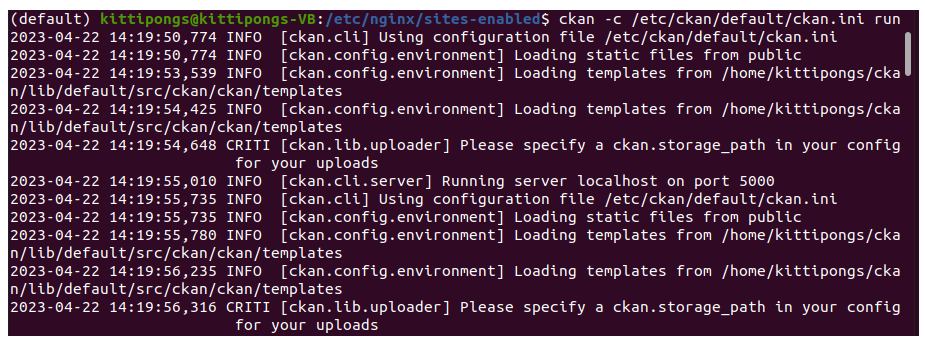 (default) kittipongs@kittipongs-VB:/etc/nginx/sites-enabled$ ckan -c /etc/ckan/default/ckan.ini run
2023-04-22 14:19:50,774 INFO  [ckan.cli] Using configuration file /etc/ckan/default/ckan.ini
2023-04-22 14:19:50,774 INFO  [ckan.config.environment] Loading static files from public
2023-04-22 14:19:53,539 INFO  [ckan.config.environment] Loading templates from /home/kittipongs/cka
n/lib/default/src/ckan/ckan/templates
2023-04-22 14:19:54,425 INFO  [ckan.config.environment] Loading templates from /home/kittipongs/cka
n/lib/default/src/ckan/ckan/templates
2023-04-22 14:19:54,648 CRITI [ckan.lib.uploader] Please specify a ckan.storage_path in your config
                         for your uploads
2023-04-22 14:19:55,010 INFO  [ckan.cli.server] Running server localhost on port 5000
2023-04-22 14:19:55,735 INFO  [ckan.cli] Using configuration file /etc/ckan/default/ckan.ini
2023-04-22 14:19:55,735 INFO  [ckan.config.environment] Loading static files from public
2023-04-22 14:19:55,780 INFO  [ckan.config.environment] Loading templates from /home/kittipongs/cka
n/lib/default/src/ckan/ckan/templates
2023-04-22 14:19:56,235 INFO  [ckan.config.environment] Loading templates from /home/kittipongs/cka
n/lib/default/src/ckan/ckan/templates
2023-04-22 14:19:56,316 CRITI [ckan.lib.uploader] Please specify a ckan.storage_path in your config
                         for your uploads